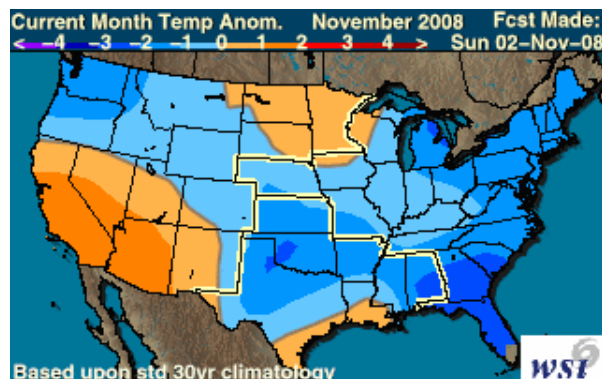 Current Month Temp Anom. November 2008 Fcst Made:
< -4 -3 -2 -1 0 1 2 3 4 > Sun 02-Nov-08
Based upon std 30yr climatology
WSI